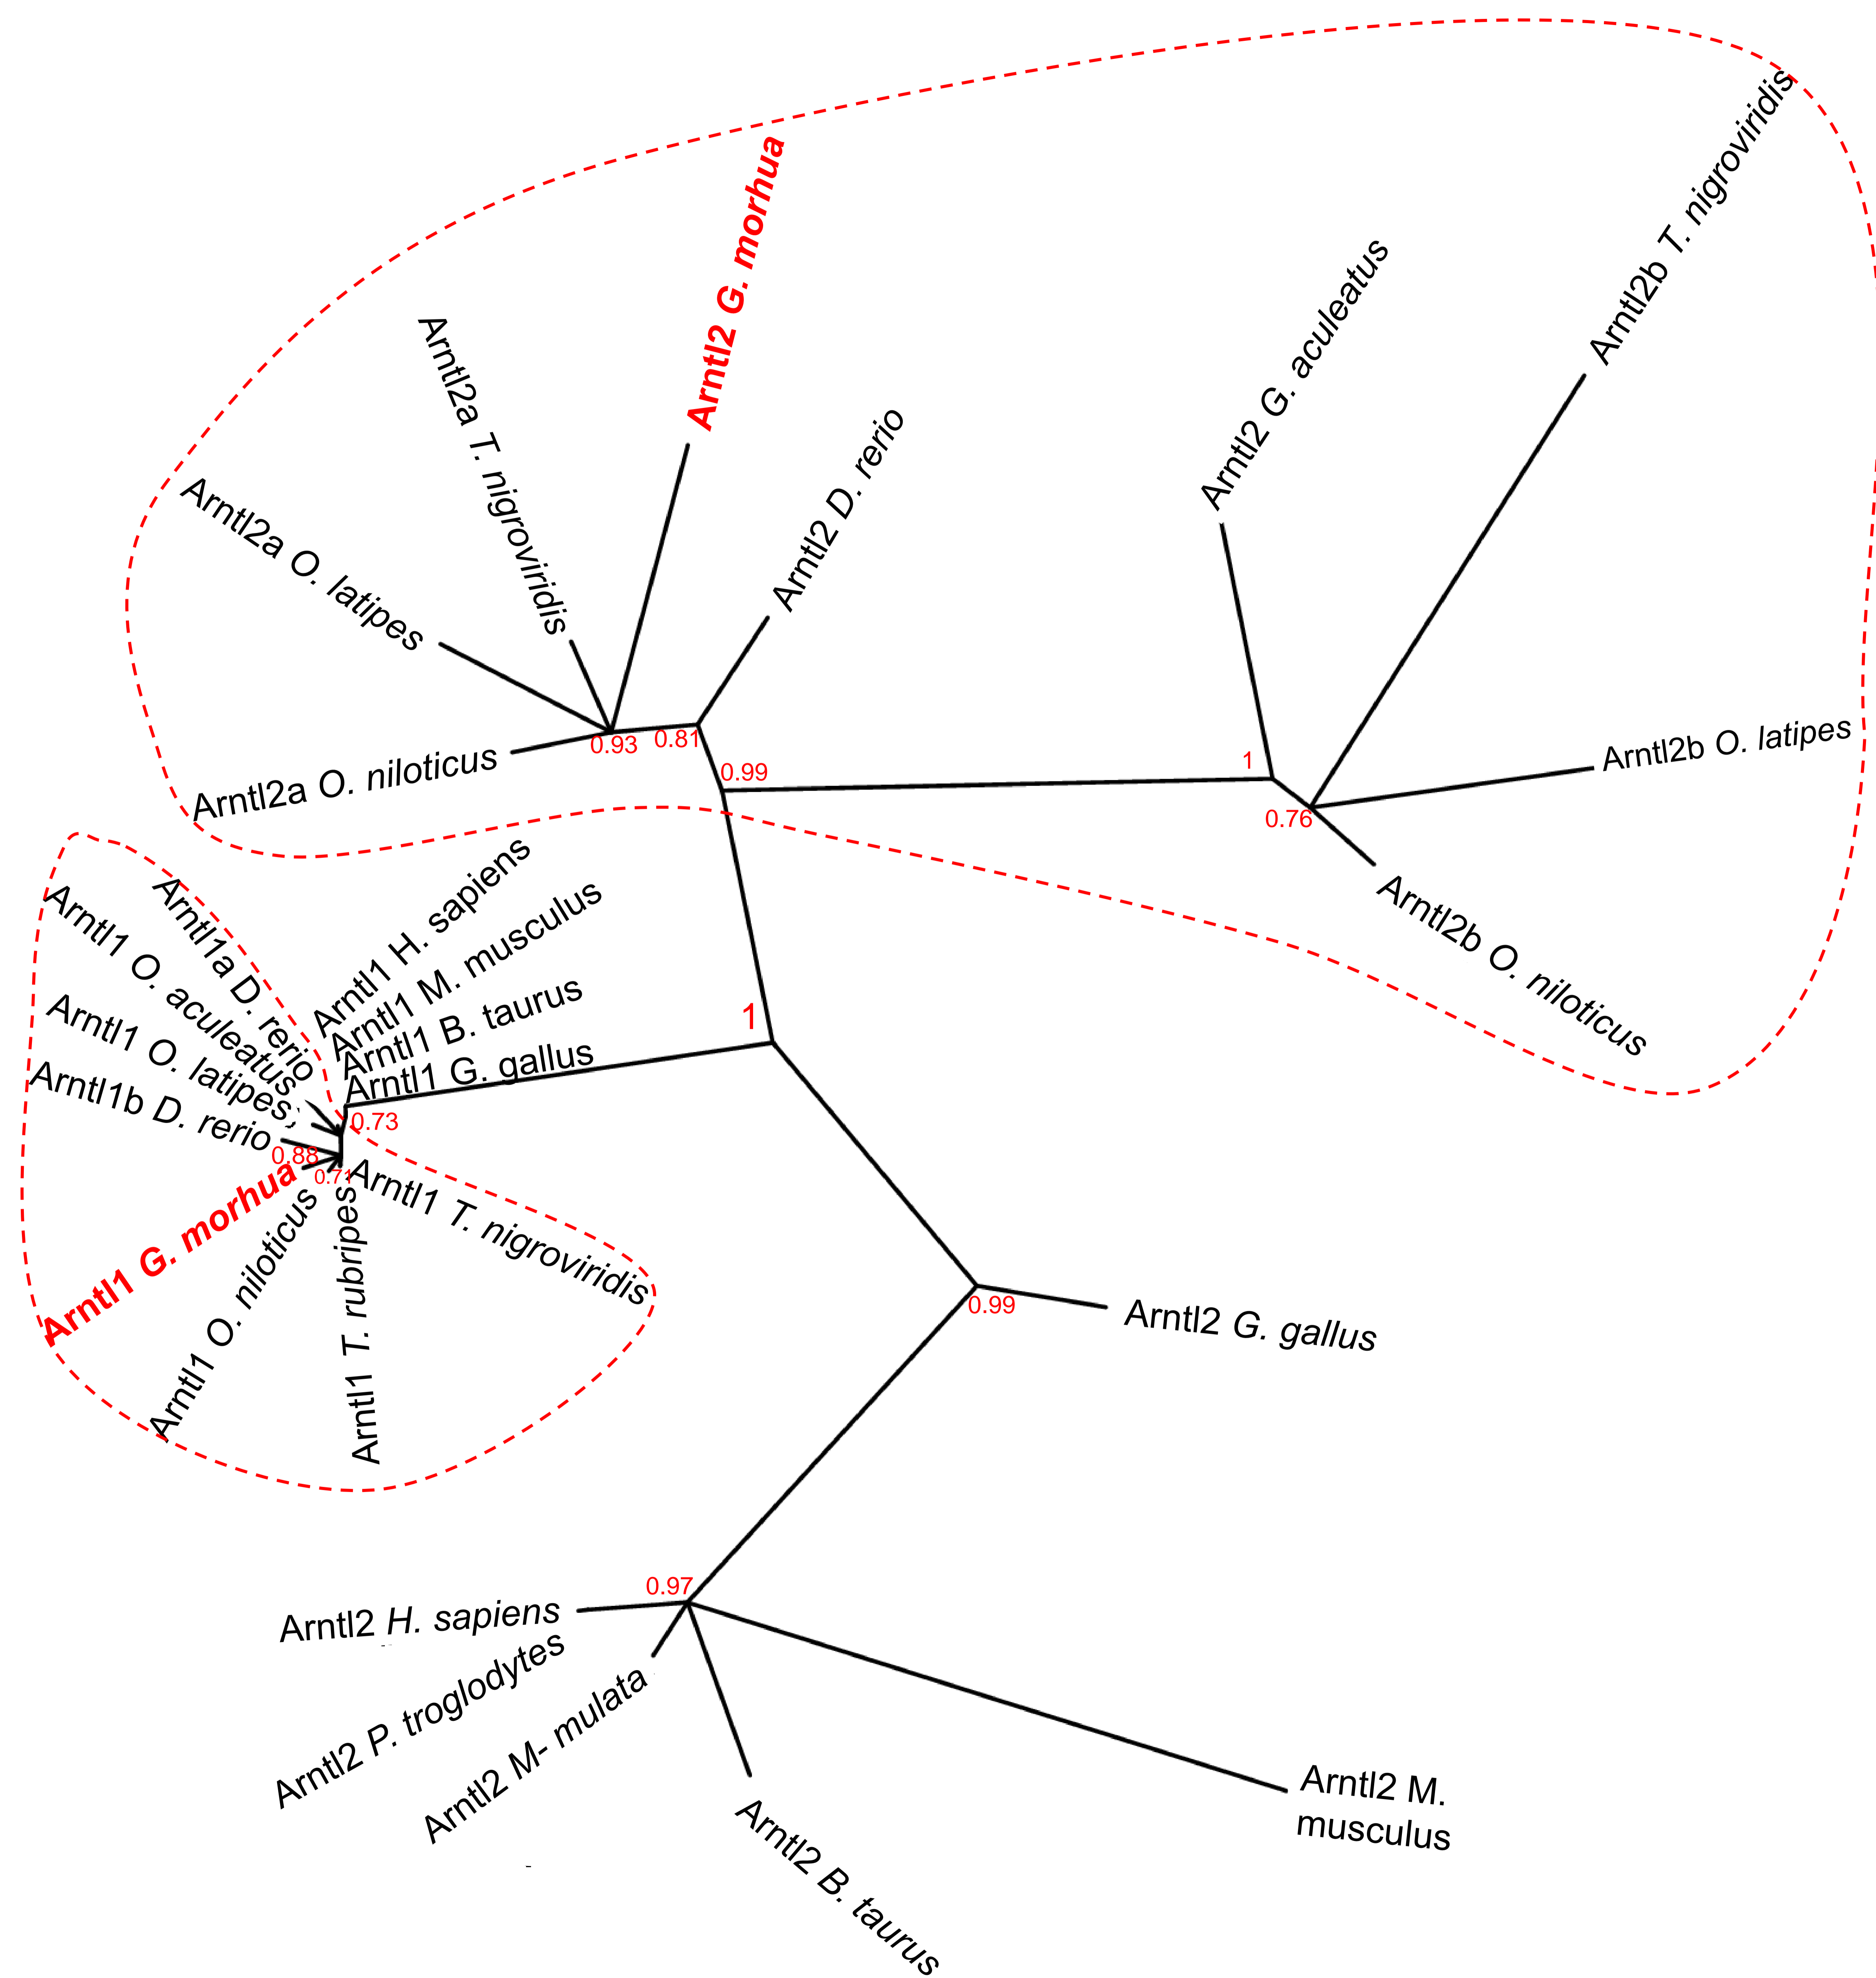 Arntl2b T. nigroviridis
Arntl2 G. morhua
Arntl2 G. aculeatus
Arntl2a T. nigroviridis
Arntl2 D. rerio
Arntl2a O. latipes
Arntl2a O. niloticus
0.93
0.81
0.99
1
0.76
Arntl2b O. latipes
Arntl2b O. niloticus
Arntl1 H. sapiens
Arntl1 M. musculus
Arntl1 B. taurus
Arntl1 G. gallus
Arntl1a D. rerio
Arntl1 O. aculeatus
Arntl1 O. latipes
Arntl1b D. rerio
1
0.73
0.88
0.71
Arntl1 G. morhua
Arntl1 O. niloticus
Arntl1 T. rubripes
Arntl1 T. nigroviridis
0.99
Arntl2 G. gallus
0.97
Arntl2 H. sapiens
Arntl2 P. troglodytes
Arntl2 M- mulata
Arntl2 B. taurus
Arntl2 M.
musculus